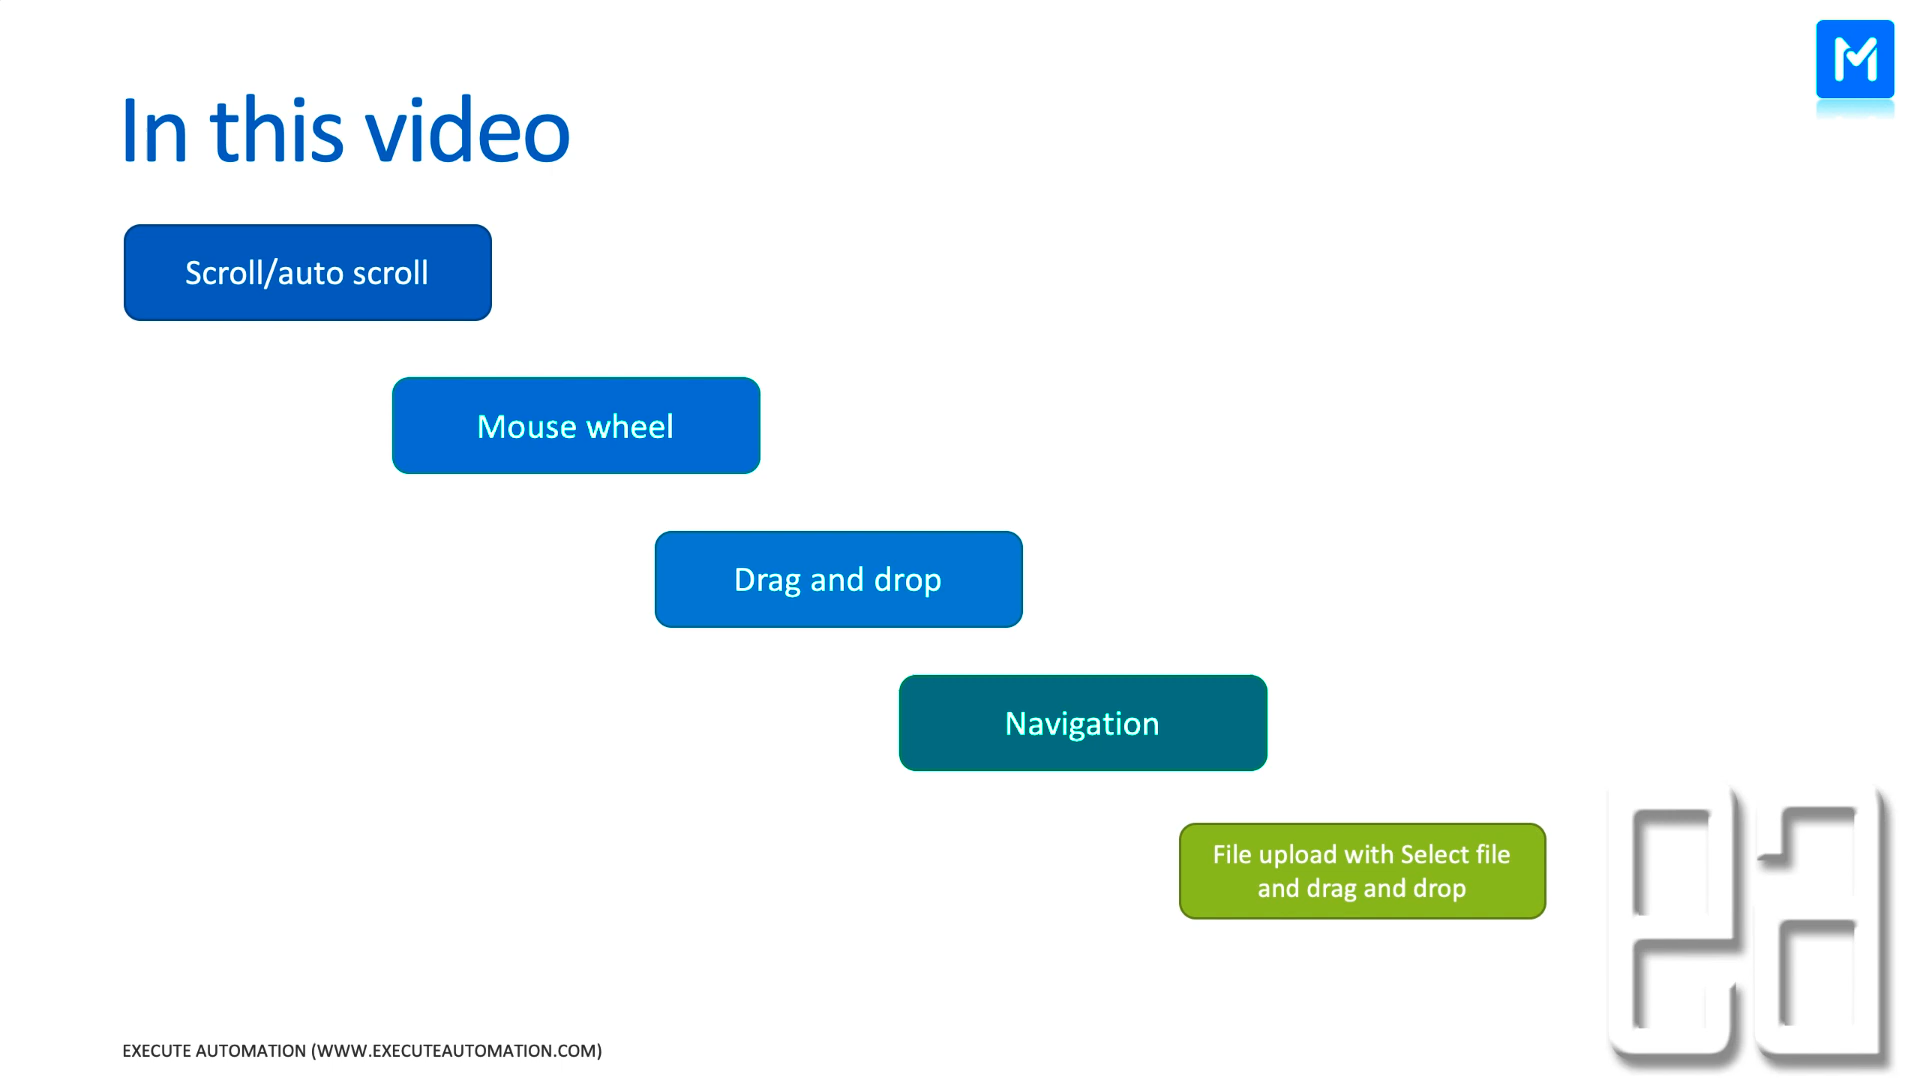 In this video
Scroll/auto scroll
Mouse wheel
Drag and drop
Navigation
File upload with Select file
and drag and drop
ea
EXECUTE AUTOMATION (WWW.EXECUTEAUTOMATION.COM)